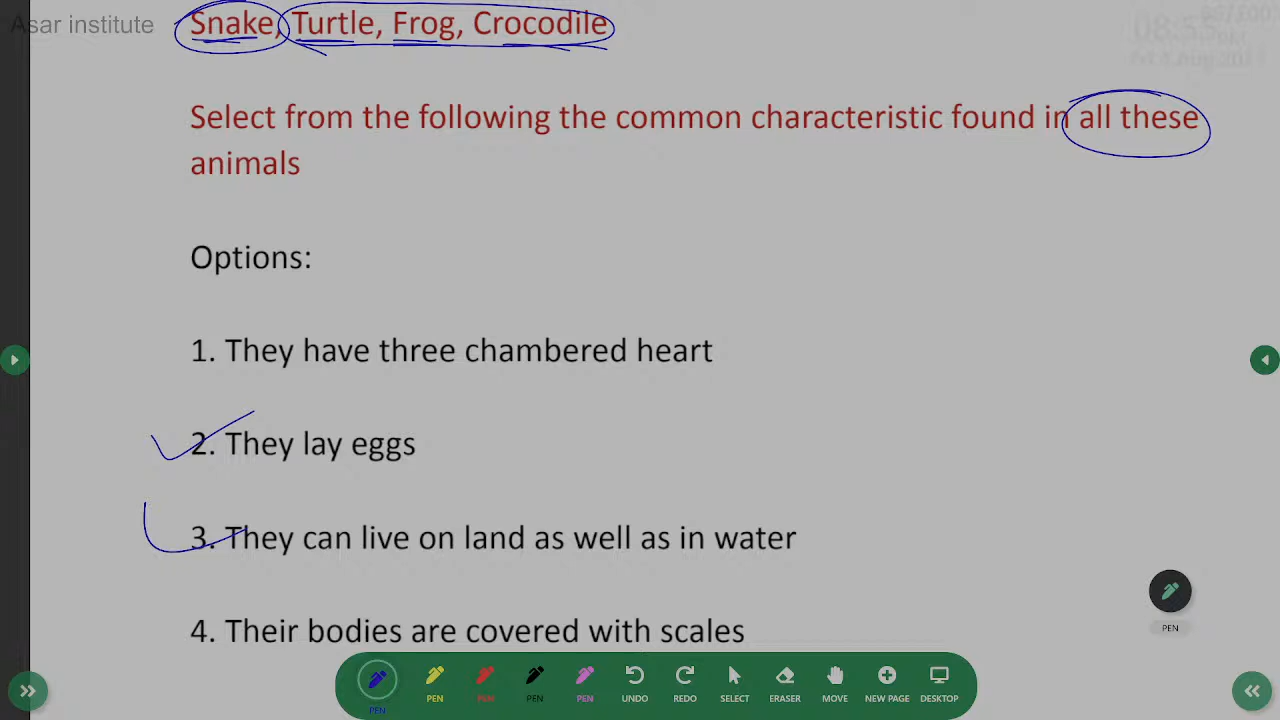 Asar institute
Snake, Turtle, Frog, Crocodile
Select from the following the common characteristic found in all these
animals
Options:
1. They have three chambered heart
2. They lay eggs
3. They can live on land as well as in water
4. Their bodies are covered with scales
PEN
PEN
PEN
PEN
PEN
PEN
UNDO
REDO
SELECT
ERASER
MOVE
NEW PAGE
DESKTOP